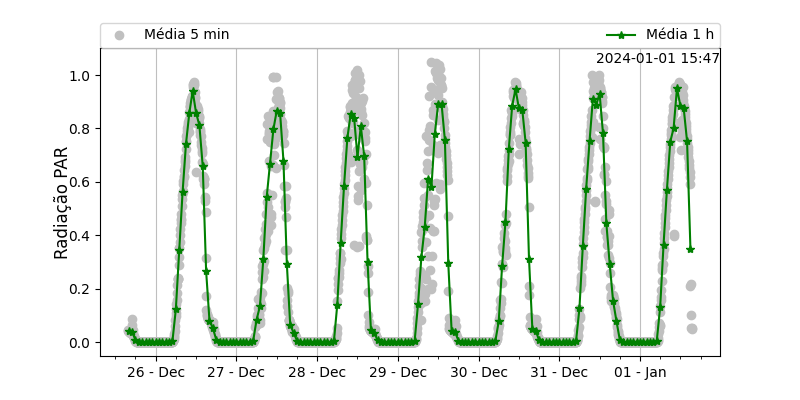 Média 5 min Média 1 h
2024-01-01 15:47
Radiação PAR
1.0
0.8
0.6
0.4
0.2
0.0
26 - Dec 27 - Dec 28 - Dec 29 - Dec 30 - Dec 31 - Dec 01 - Jan